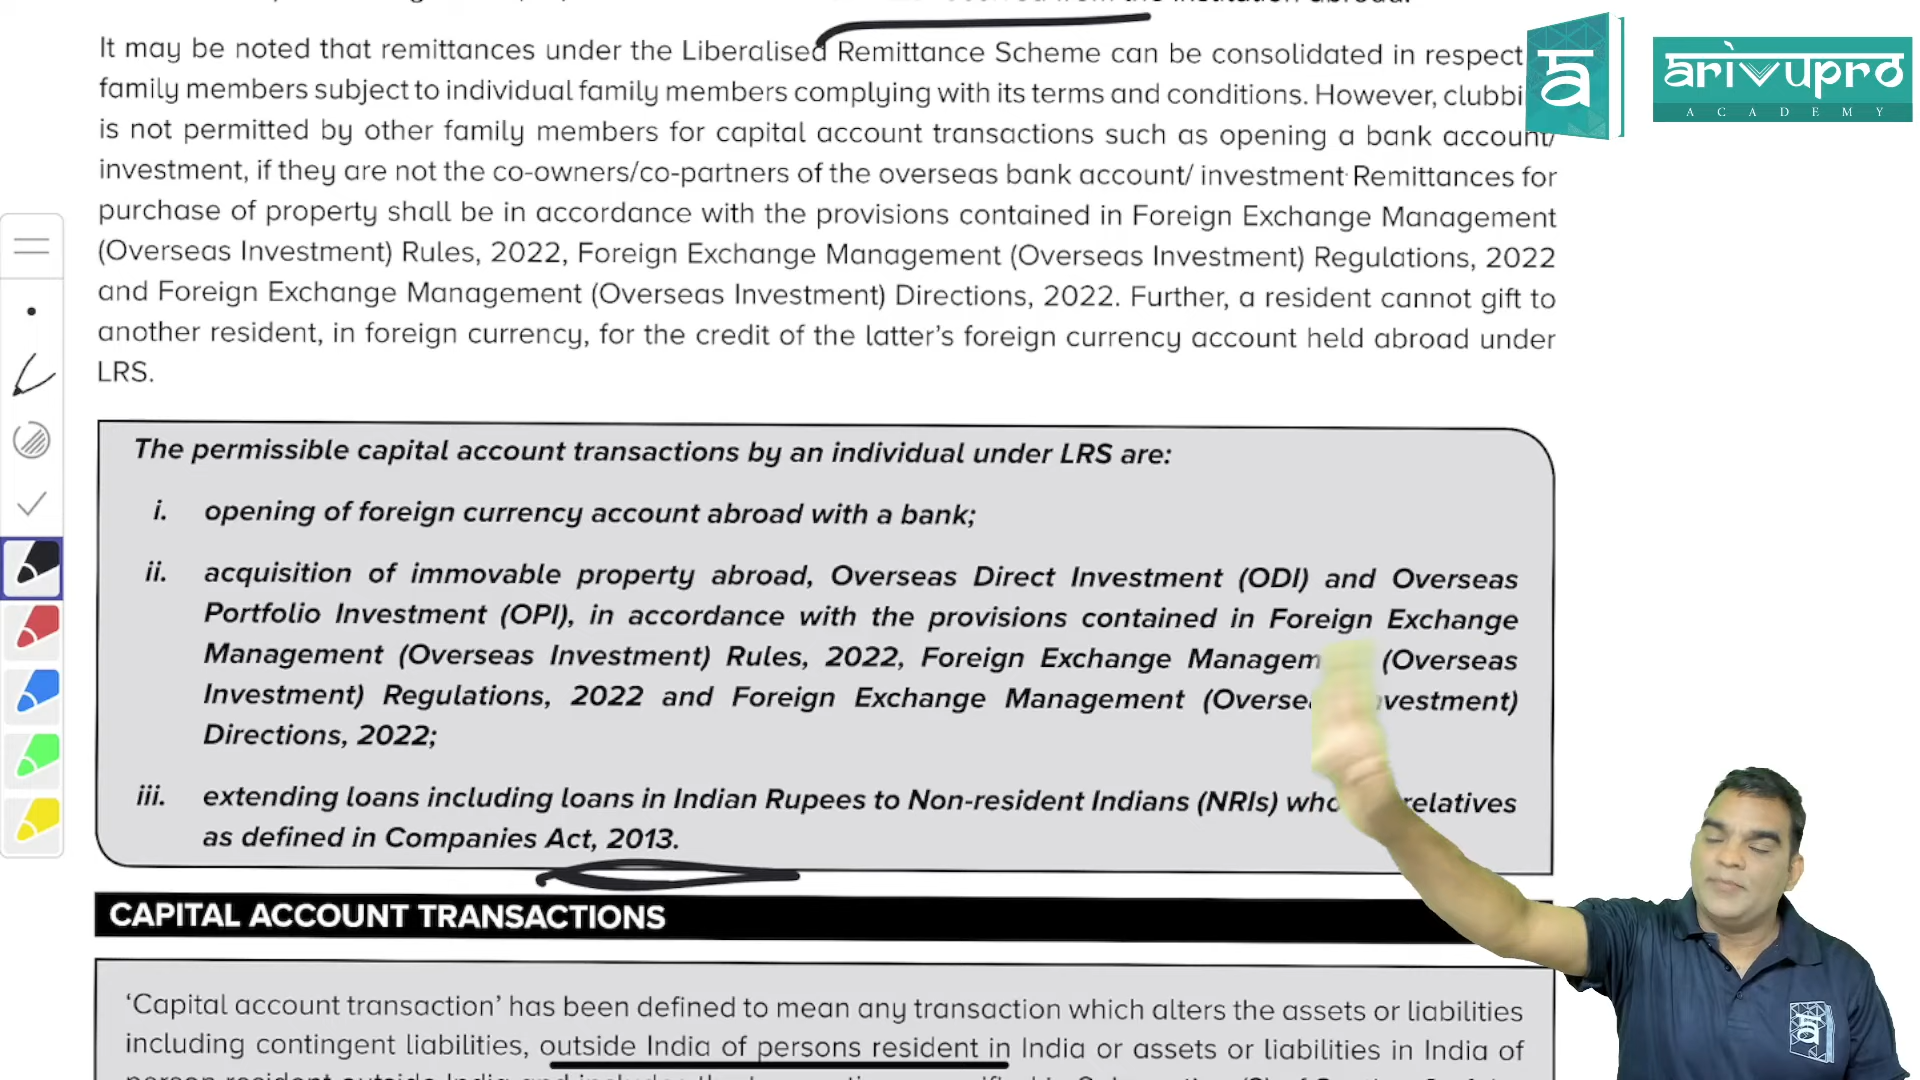 It may be noted that remittances under the Liberalised Remittance Scheme can be consolidated in respect
family members subject to individual family members complying with its terms and conditions. However,
is not permitted by other family members for capital account transactions such as opening a bank account/
investment, if they are not the co-owners/co-partners of the overseas bank account/ investment Remittances for
purchase of property shall be in accordance with the provisions contained in Foreign Exchange Management
(Overseas Investment) Rules, 2022, Foreign Exchange Management (Overseas Investment) Regulations, 2022
and Foreign Exchange Management (Overseas Investment) Directions, 2022. Further, a resident cannot gift to
another resident, in foreign currency, for the credit of the latter's foreign currency account held abroad under
LRS.
The permissible capital account transactions by an individual under LRS are:
i. opening of foreign currency account abroad with a bank;
ii. acquisition of immovable property abroad, Overseas Direct Investment (ODI) and Overseas
Portfolio Investment (OPI), in accordance with the provisions contained in Foreign Exchange
Management (Overseas Investment) Rules, 2022, Foreign Exchange (Overseas
Investment) Regulations, 2022 and Foreign Exchange Management
Directions, 2022;
iii. extending loans including loans in Indian Rupees to Non-resident Indians (NRIs) relatives
as defined in Companies Act, 2013.
CAPITAL ACCOUNT TRANSACTIONS
'Capital account transaction' has been defined to mean any transaction which alters the assets or liabilities
including contingent liabilities, outside India of persons resident in India or assets or liabilities in India of
arivupro
ACADEMY